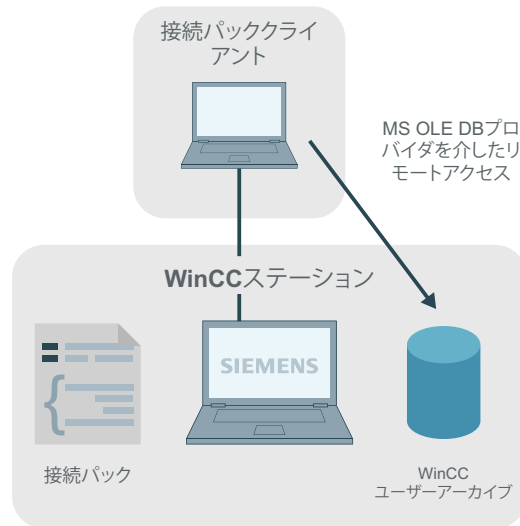 接続パッククライ
アント
MS OLE DBプロ
バイダを介したリ
モートアクセス
WinCCステーション
SIEMENS
接続パック
WinCC
ユーザーアーカイブ